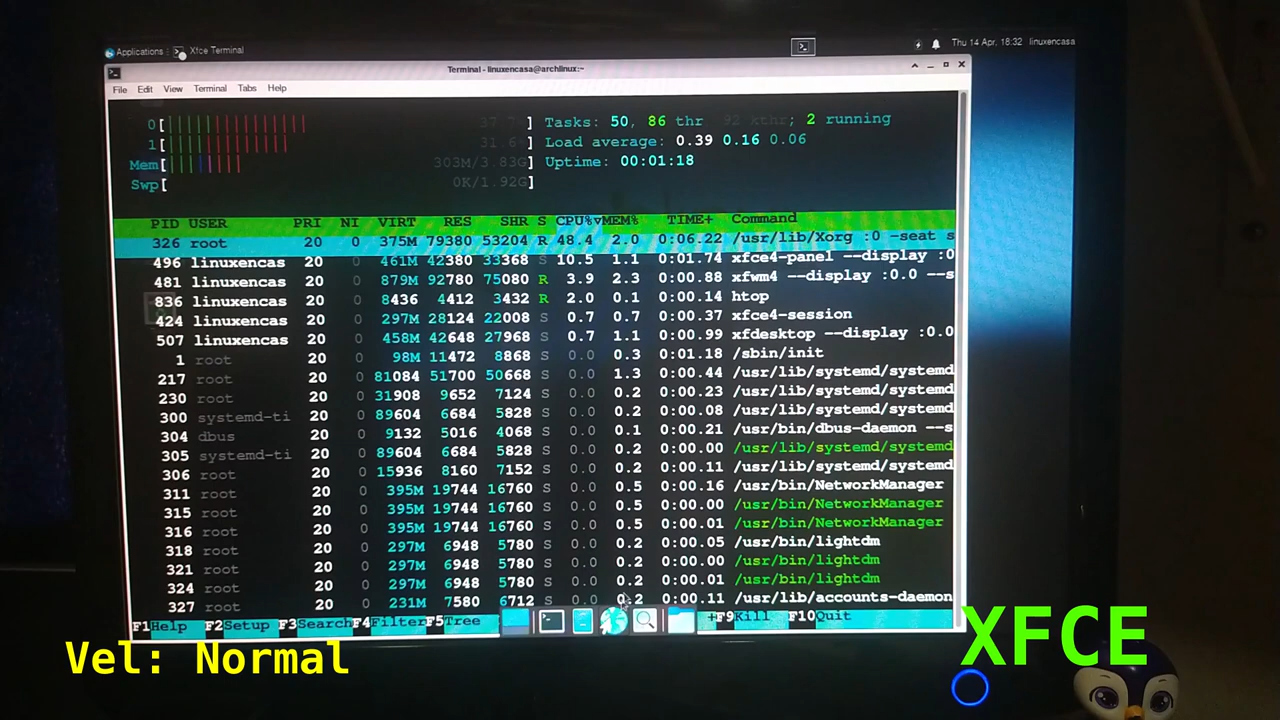 Applications Xfce Terminal Thu 14 Apr, 18:32 linuxencasa
Terminal - linuxencasa@archlinux:~
File Edit View Terminal Tabs Help
0[ 37.7 ] Tasks: 50, 86 thr 92 kthr; 2 running
1[ 31.6 ] Load average: 0.39 0.16 0.06
Mem[ 303M/3.83G] Uptime: 00:01:18
Swp[ 0K/1.92G]
PID USER PRI NI VIRT RES SHR S CPU%▽MEM% TIME+ Command
326 root 20 0 375M 79380 53204 R 48.4 2.0 0:06.22 /usr/lib/Xorg :0 -seat s
496 linuxencas 20 0 461M 42380 33368 S 10.5 1.1 0:01.74 xfce4-panel --display :0
481 linuxencas 20 0 879M 92780 75080 R 3.9 2.3 0:00.88 xfwm4 --display :0.0 --s
836 linuxencas 20 0 8436 4412 3432 R 2.0 0.1 0:00.14 htop
424 linuxencas 20 0 297M 28124 22008 S 0.7 0.7 0:00.37 xfce4-session
507 linuxencas 20 0 458M 42648 27968 S 0.7 1.1 0:00.99 xfdesktop --display :0.0
1 root 20 0 98M 11472 8868 S 0.0 0.3 0:01.18 /sbin/init
217 root 20 0 81084 51700 50668 S 0.0 1.3 0:00.44 /usr/lib/systemd/systemd
230 root 20 0 31908 9652 7124 S 0.0 0.2 0:00.23 /usr/lib/systemd/systemd
300 systemd-ti 20 0 89604 6684 5828 S 0.0 0.2 0:00.08 /usr/lib/systemd/systemd
304 dbus 20 0 9132 5016 4068 S 0.0 0.1 0:00.21 /usr/bin/dbus-daemon --s
305 systemd-ti 20 0 89604 6684 5828 S 0.0 0.2 0:00.00 /usr/lib/systemd/systemd
306 root 20 0 15936 8160 7152 S 0.0 0.2 0:00.11 /usr/lib/systemd/systemd
311 root 20 0 395M 19744 16760 S 0.0 0.5 0:00.16 /usr/bin/NetworkManager
315 root 20 0 395M 19744 16760 S 0.0 0.5 0:00.00 /usr/bin/NetworkManager
316 root 20 0 395M 19744 16760 S 0.0 0.5 0:00.01 /usr/bin/NetworkManager
318 root 20 0 297M 6948 5780 S 0.0 0.2 0:00.05 /usr/bin/lightdm
321 root 20 0 297M 6948 5780 S 0.0 0.2 0:00.00 /usr/bin/lightdm
324 root 20 0 297M 6948 5780 S 0.0 0.2 0:00.01 /usr/bin/lightdm
327 root 20 0 231M 7580 6712 S 0.0 0.2 0:00.11 /usr/lib/accounts-daemon
F1Help F2Setup F3SearchF4FilterF5Tree +F9Kill F10Quit
Vel: Normal
XFCE